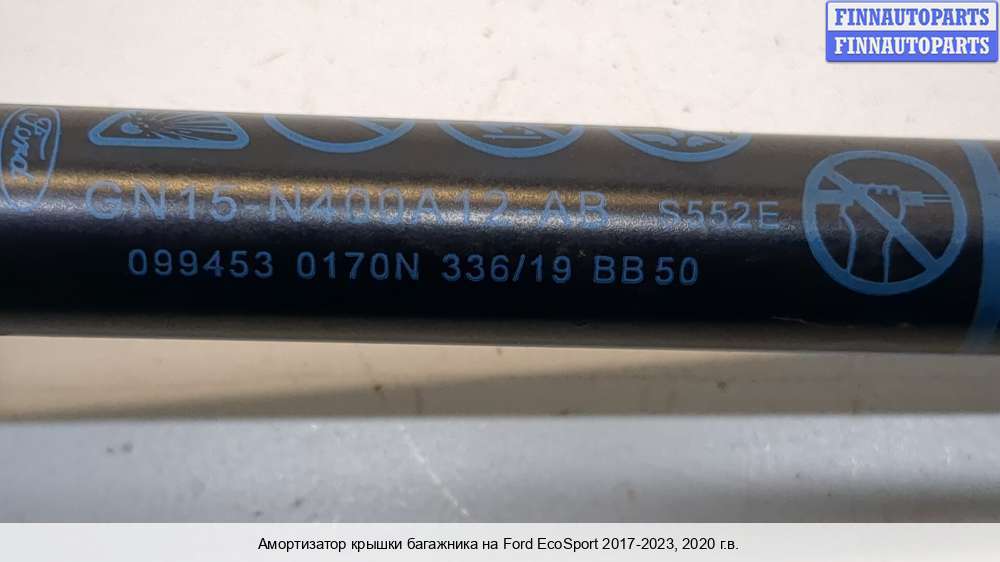 FINNAUTOPARTS
FINNAUTOPARTS
Ford
GN15-N400A12-AB S552E
099453 0170N 336/19 BB50
Амортизатор крышки багажника на Ford EcoSport 2017-2023, 2020 г.в.